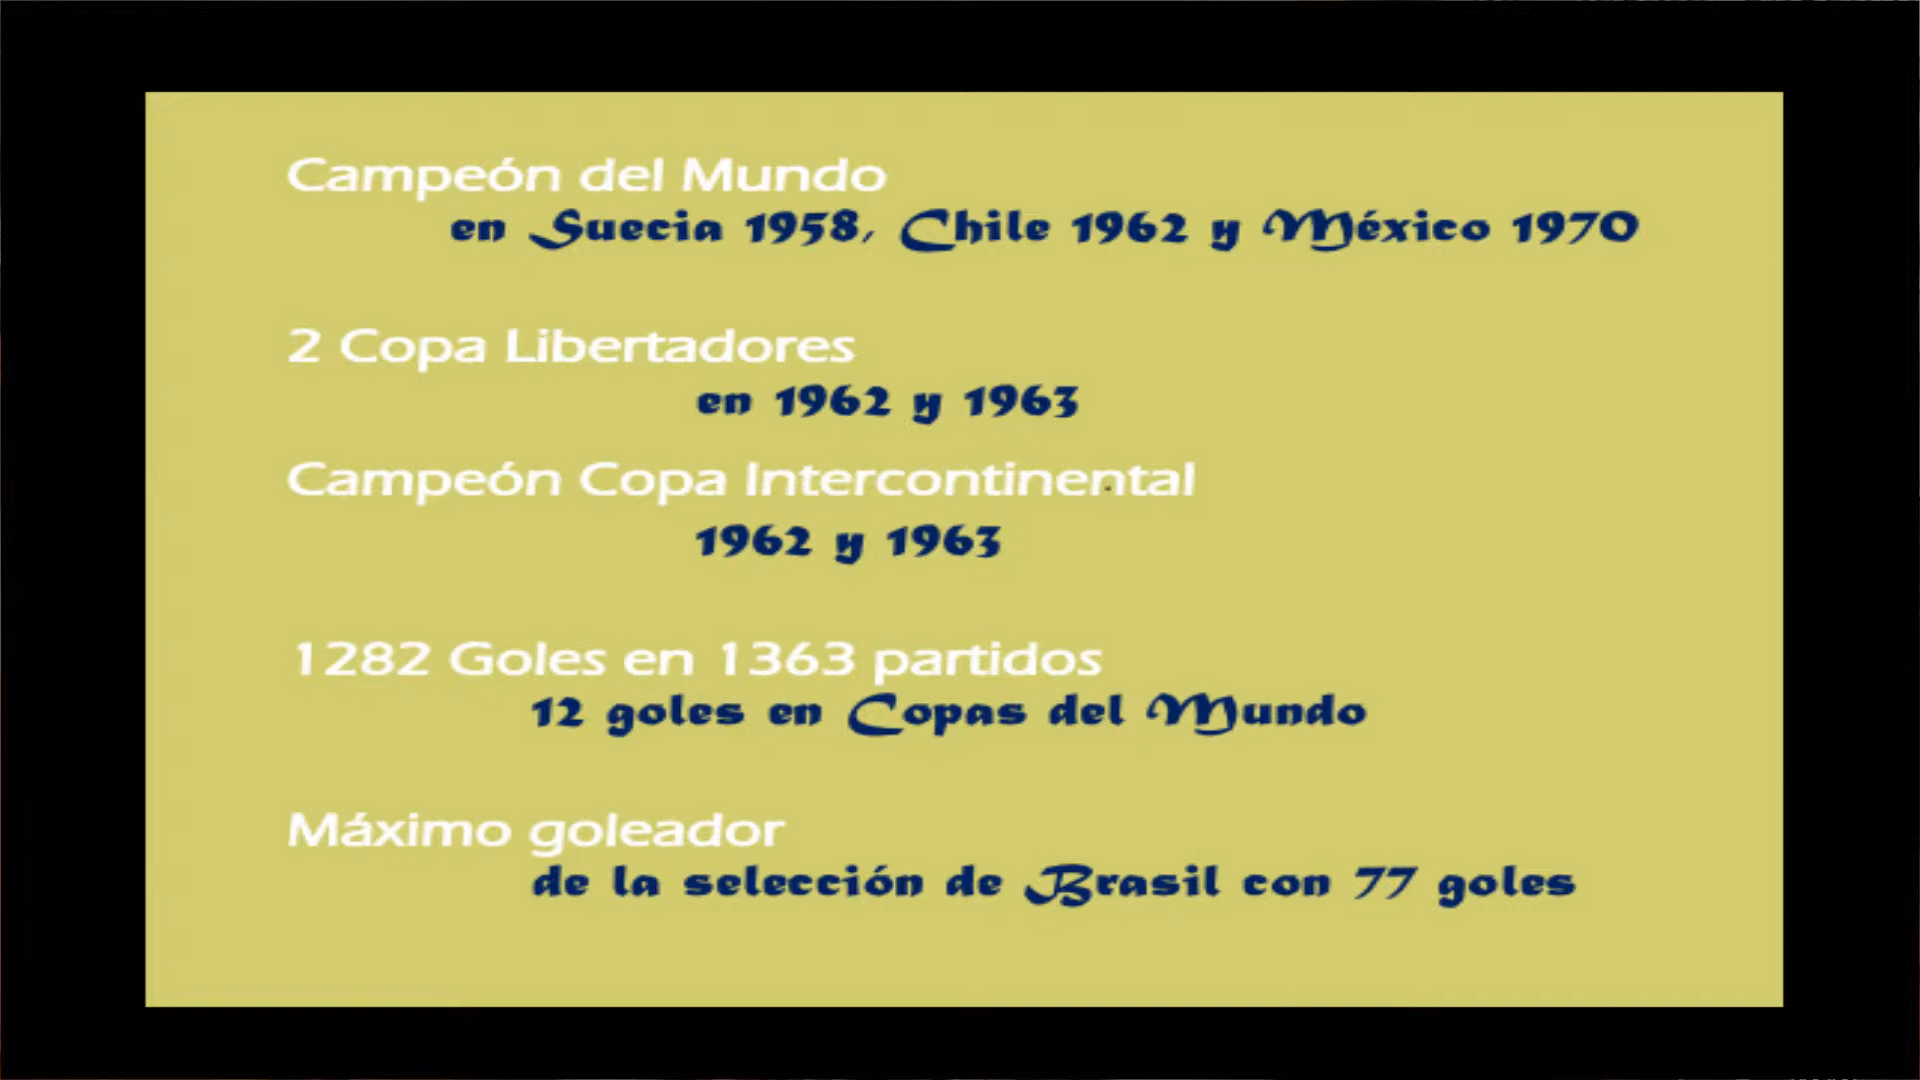 Campeón del Mundo
en Suecia 1958, Chile 1962 y México 1970
2 Copa Libertadores
en 1962 y 1963
Campeón Copa Intercontinental
1962 y 1963
1282 Goles en 1363 partidos
12 goles en Copas del Mundo
Máximo goleador
de la selección de Brasil con 77 goles